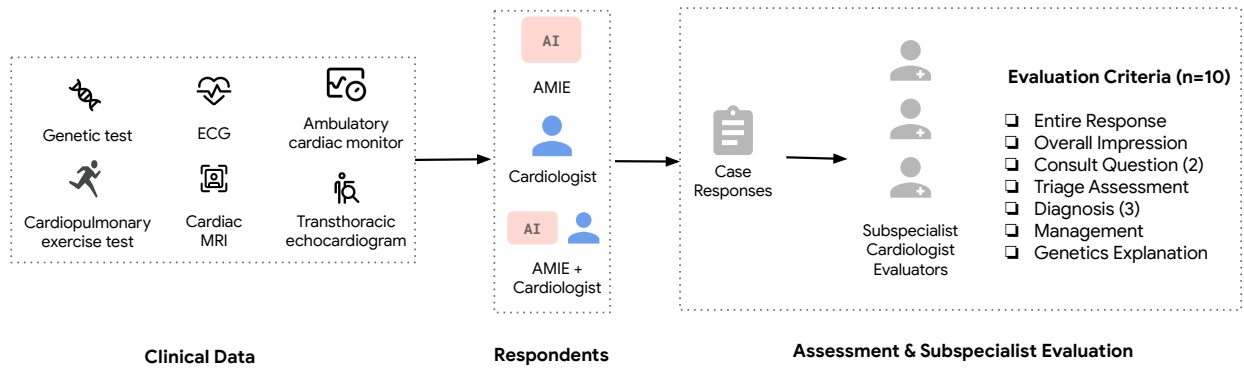 Genetic test
ECG
Ambulatory
cardiac monitor
Cardiopulmonary
exercise test
Cardiac
MRI
Transthoracic
echocardiogram
Clinical Data
AI
AMIE
Cardiologist
AI
AMIE +
Cardiologist
Respondents
Case
Responses
Subspecialist
Cardiologist
Evaluators
Evaluation Criteria (n=10)
Entire Response
Overall Impression
Consult Question (2)
Triage Assessment
Diagnosis (3)
Management
Genetics Explanation
Assessment & Subspecialist Evaluation